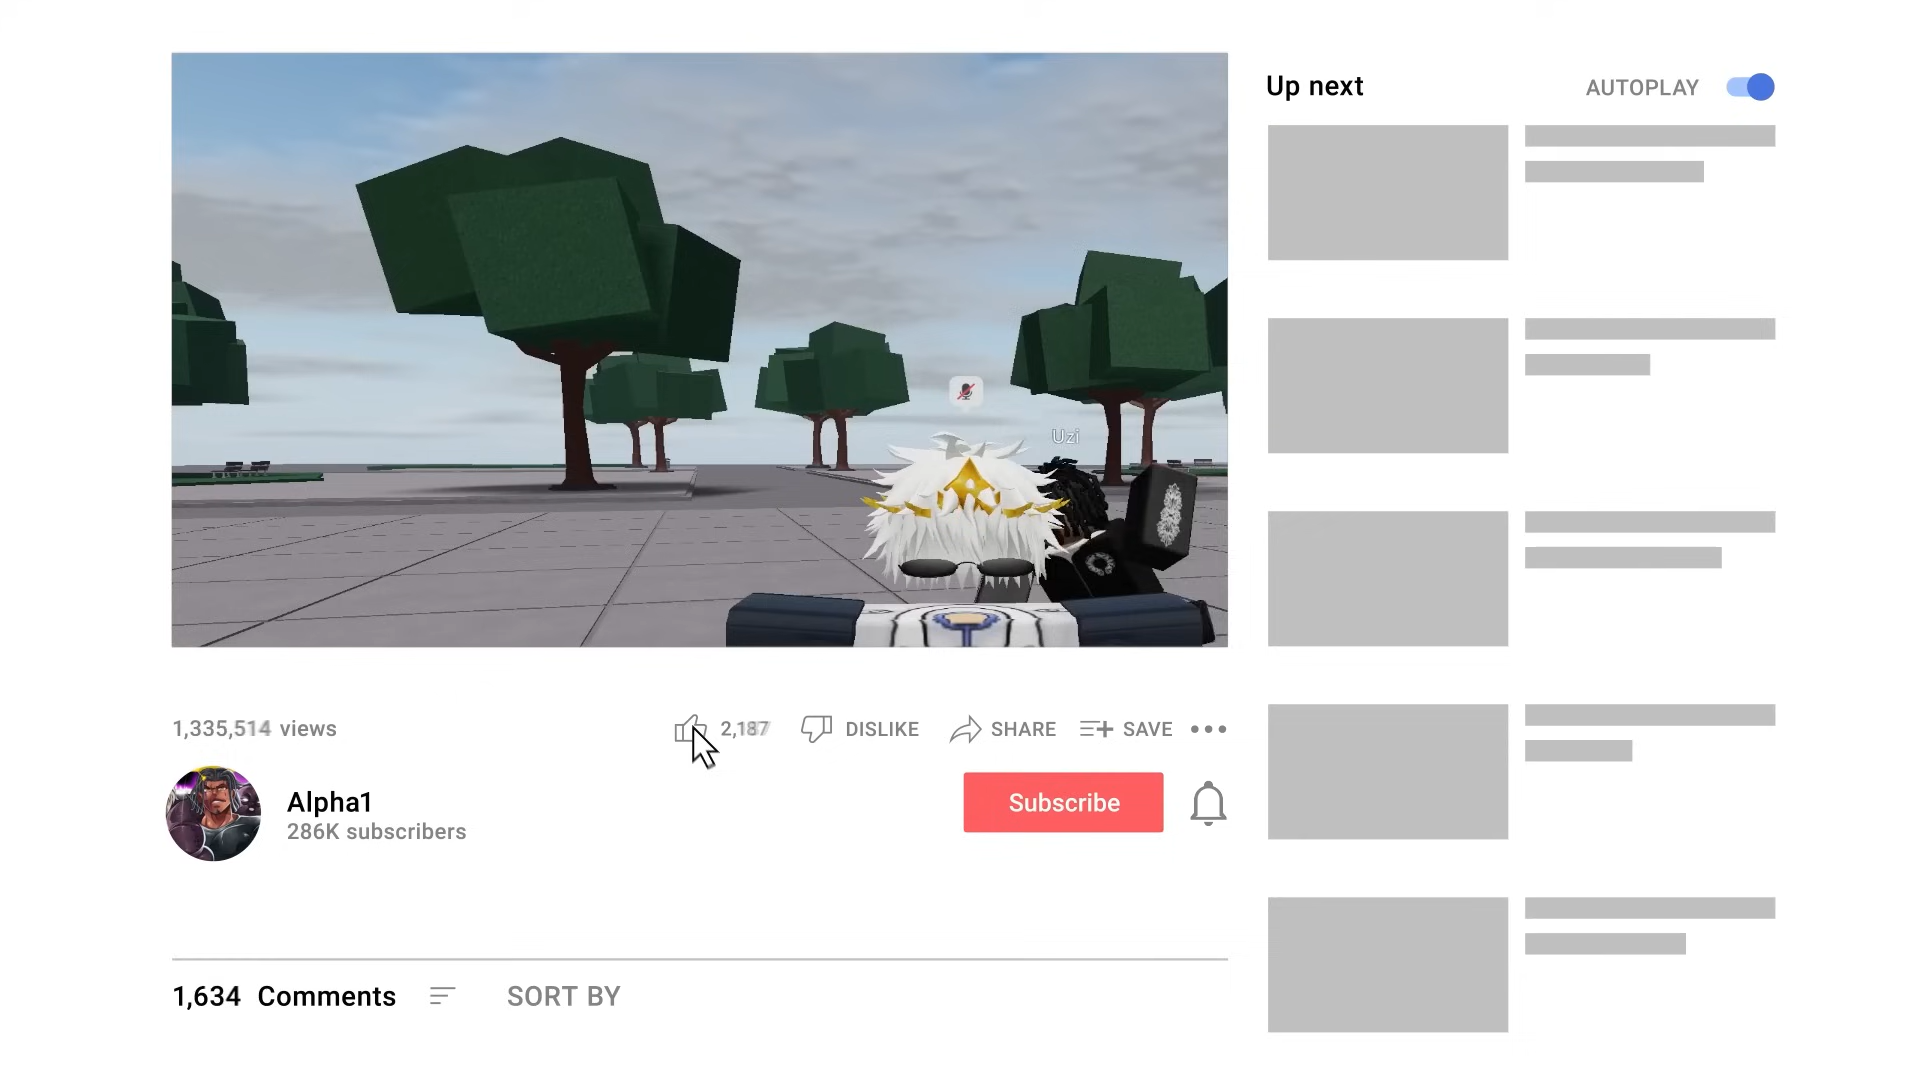 Up next
AUTOPLAY
Uzi
1,335,514 views
2,187
DISLIKE
SHARE
SAVE
Alpha1
286K subscribers
Subscribe
1,634 Comments
SORT BY